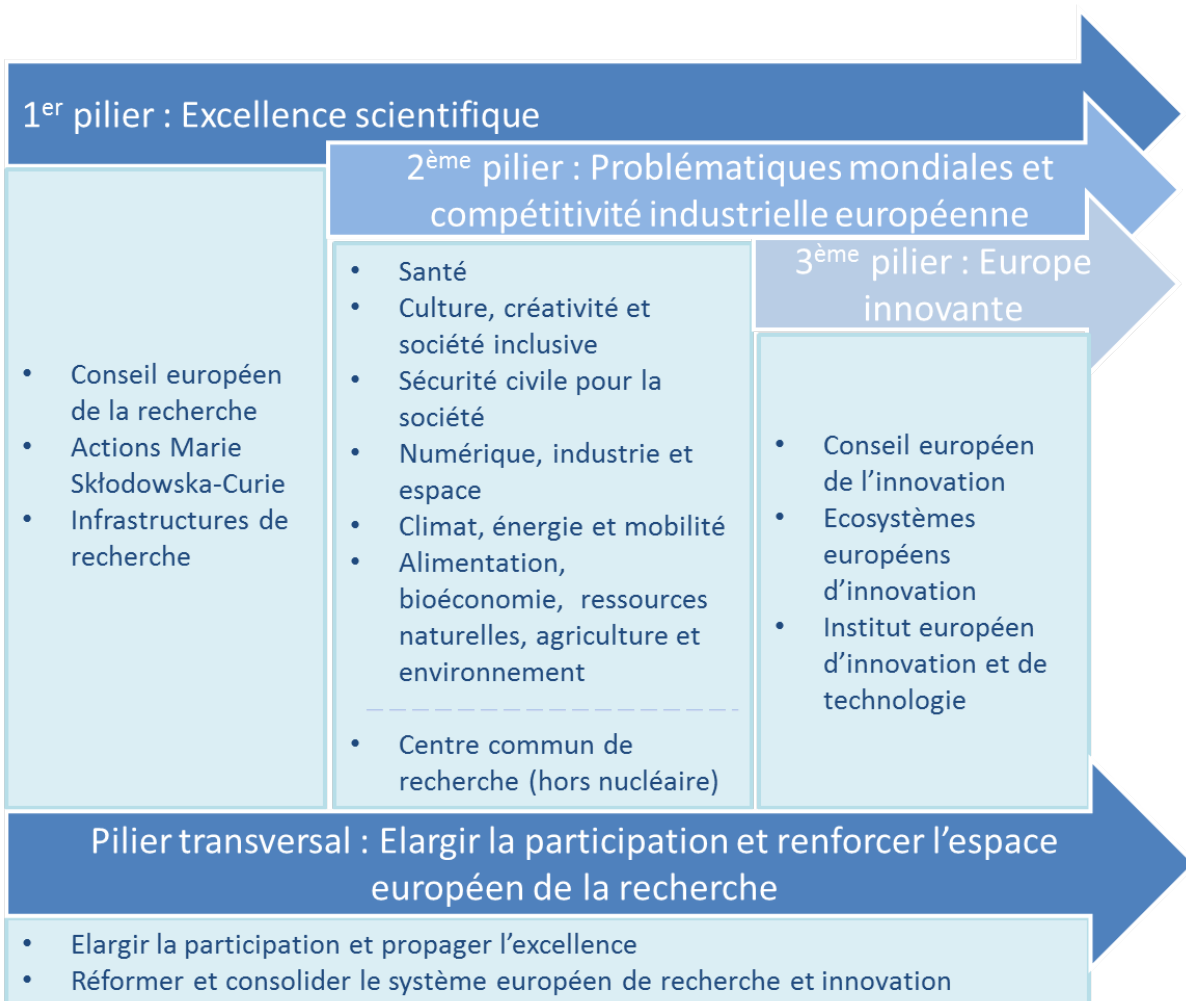 1er pilier : Excellence scientifique
2ème pilier : Problématiques mondiales et
compétitivité industrielle européenne
3ème pilier : Europe
innovante
• Conseil européen
de la recherche
• Actions Marie
Skłodowska-Curie
• Infrastructures de
recherche
• Santé
• Culture, créativité et
société inclusive
• Sécurité civile pour la
société
• Numérique, industrie et
espace
• Climat, énergie et mobilité
• Alimentation,
bioéconomie, ressources
naturelles, agriculture et
environnement
• Centre commun de
recherche (hors nucléaire)
• Conseil européen
de l’innovation
• Ecosystèmes
européens
d’innovation
• Institut européen
d’innovation et de
technologie
Pilier transversal : Elargir la participation et renforcer l’espace
européen de la recherche
• Elargir la participation et propager l’excellence
• Réformer et consolider le système européen de recherche et innovation